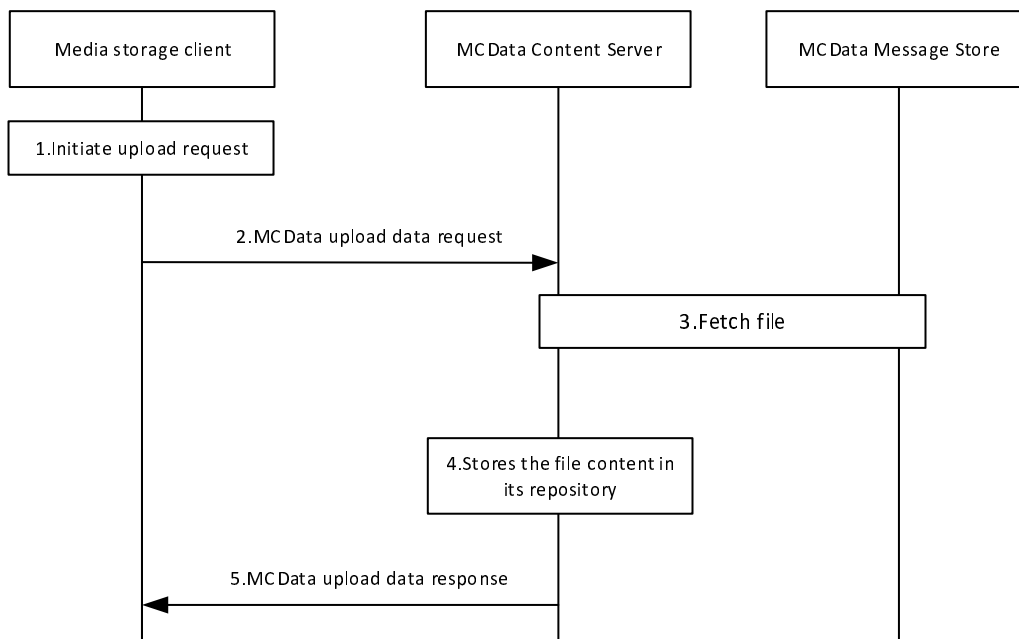 Media storage client
MCData Content Server
MCData Message Store
1.Initiate upload request
2.MCData upload data request
3.Fetch file
4.Stores the file content in
its repository
5.MCData upload data response